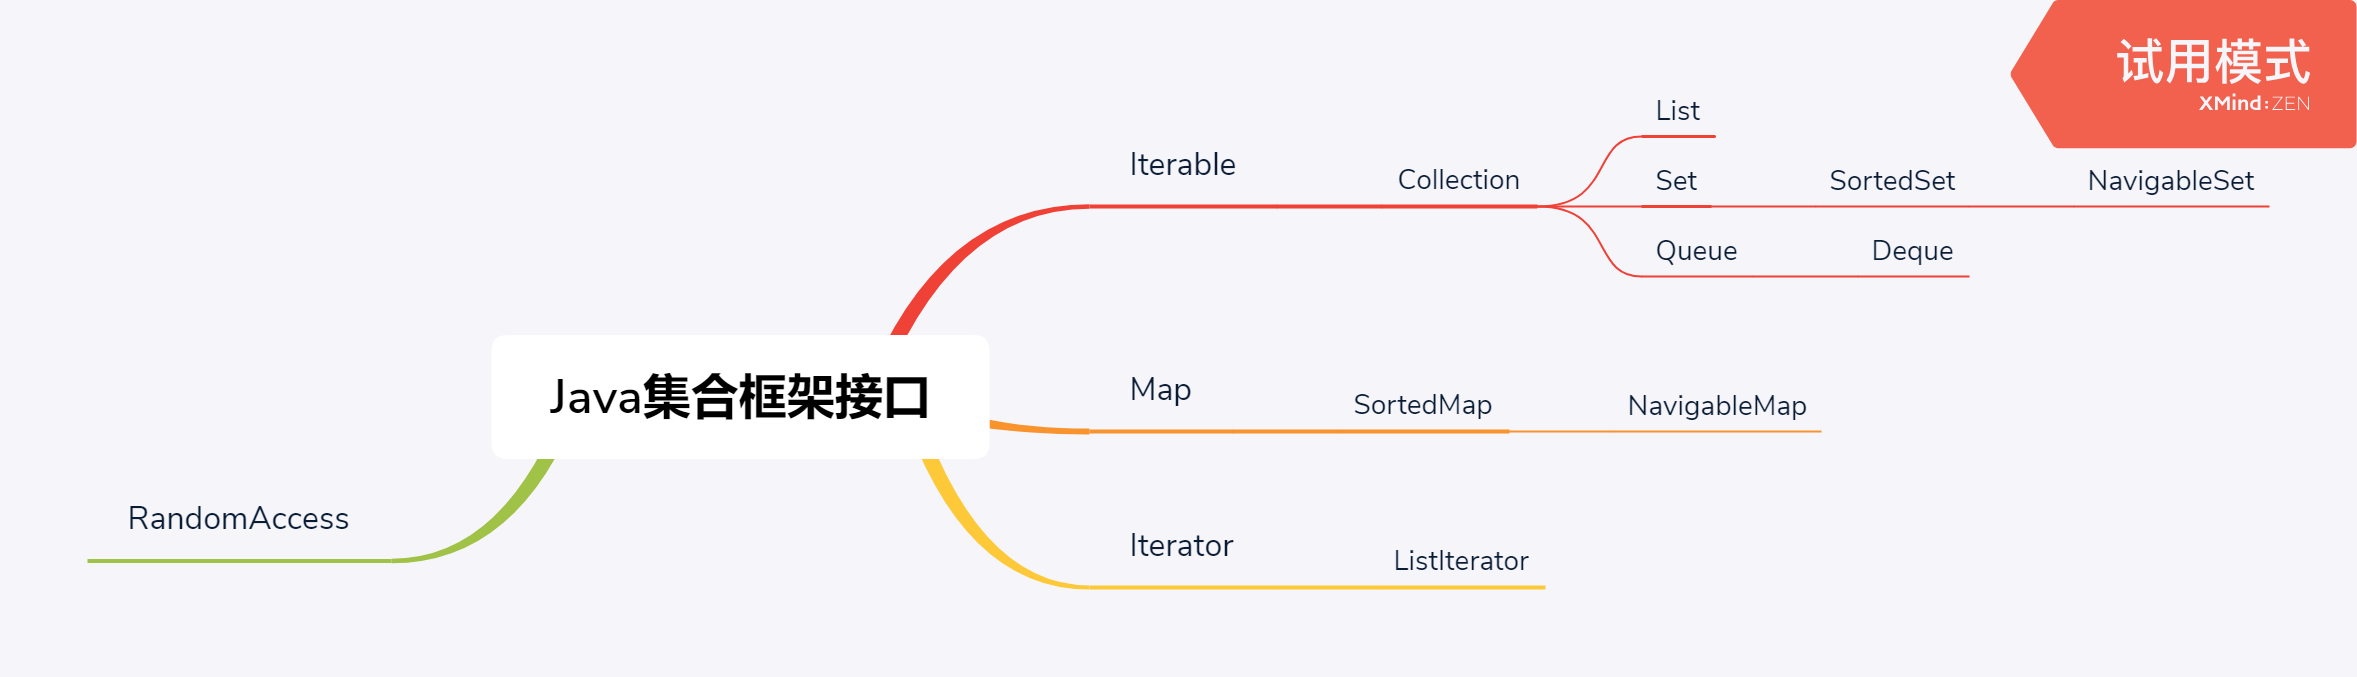 试用模式
XMind:ZEN
List
Iterable
Collection
Set
SortedSet
NavigableSet
Queue
Deque
Java集合框架接口
Map
SortedMap
NavigableMap
RandomAccess
Iterator
ListIterator